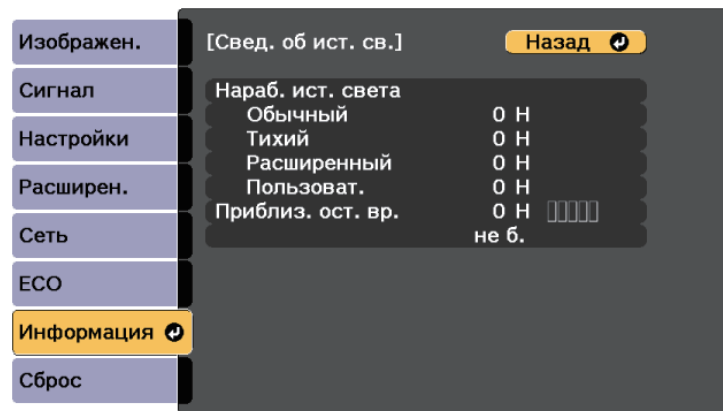 Изображен.
Сигнал
Настройки
Расширен.
Сеть
ECO
Информация
Сброс
[Свед. об ист. св.] Назад
Нараб. ист. света
Обычный 0 H
Тихий 0 H
Расширенный 0 H
Пользоват. 0 H
Приблиз. ост. вр. 0 H
не б.